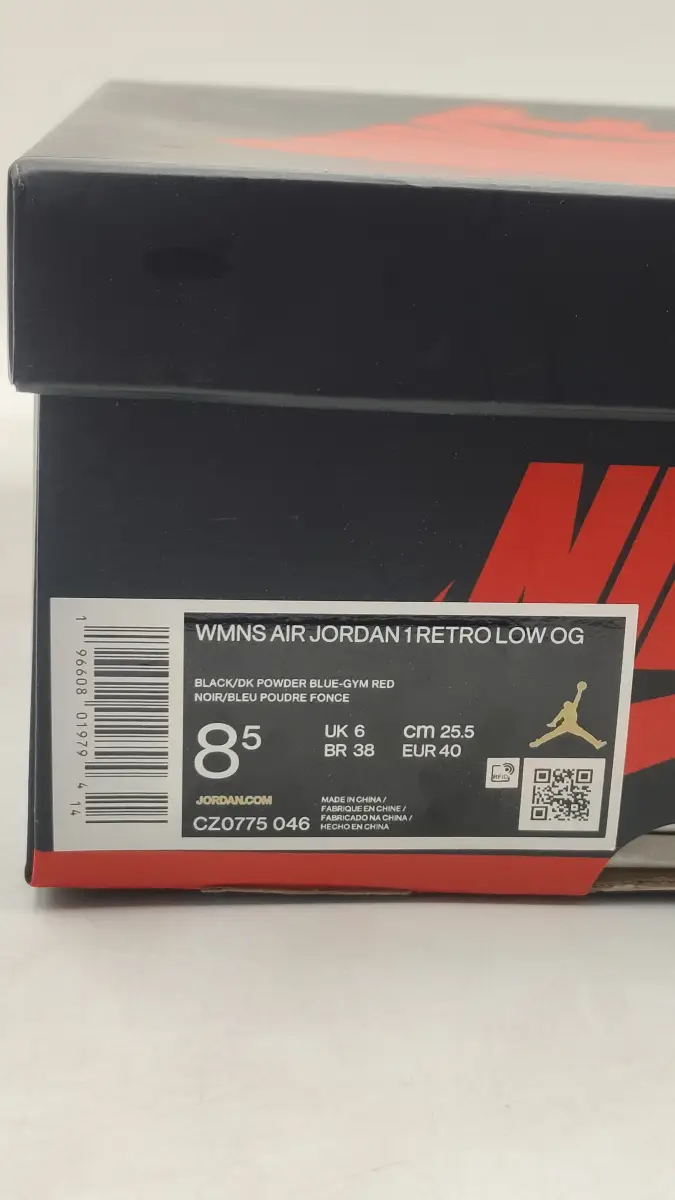 NI
WMNS AIR JORDAN 1 RETRO LOW OG
BLACK/DK POWDER BLUE-GYM RED
NOIR/BLEU POUDRE FONCE
85
UK 6 cm 25.5
BR 38 EUR 40
RFID
JORDAN.COM
CZ0775 046
MADE IN CHINA /
FABRIQUE EN CHINE /
FABRICADO NA CHINA /
HECHO EN CHINA
1 96608 01979 4 14